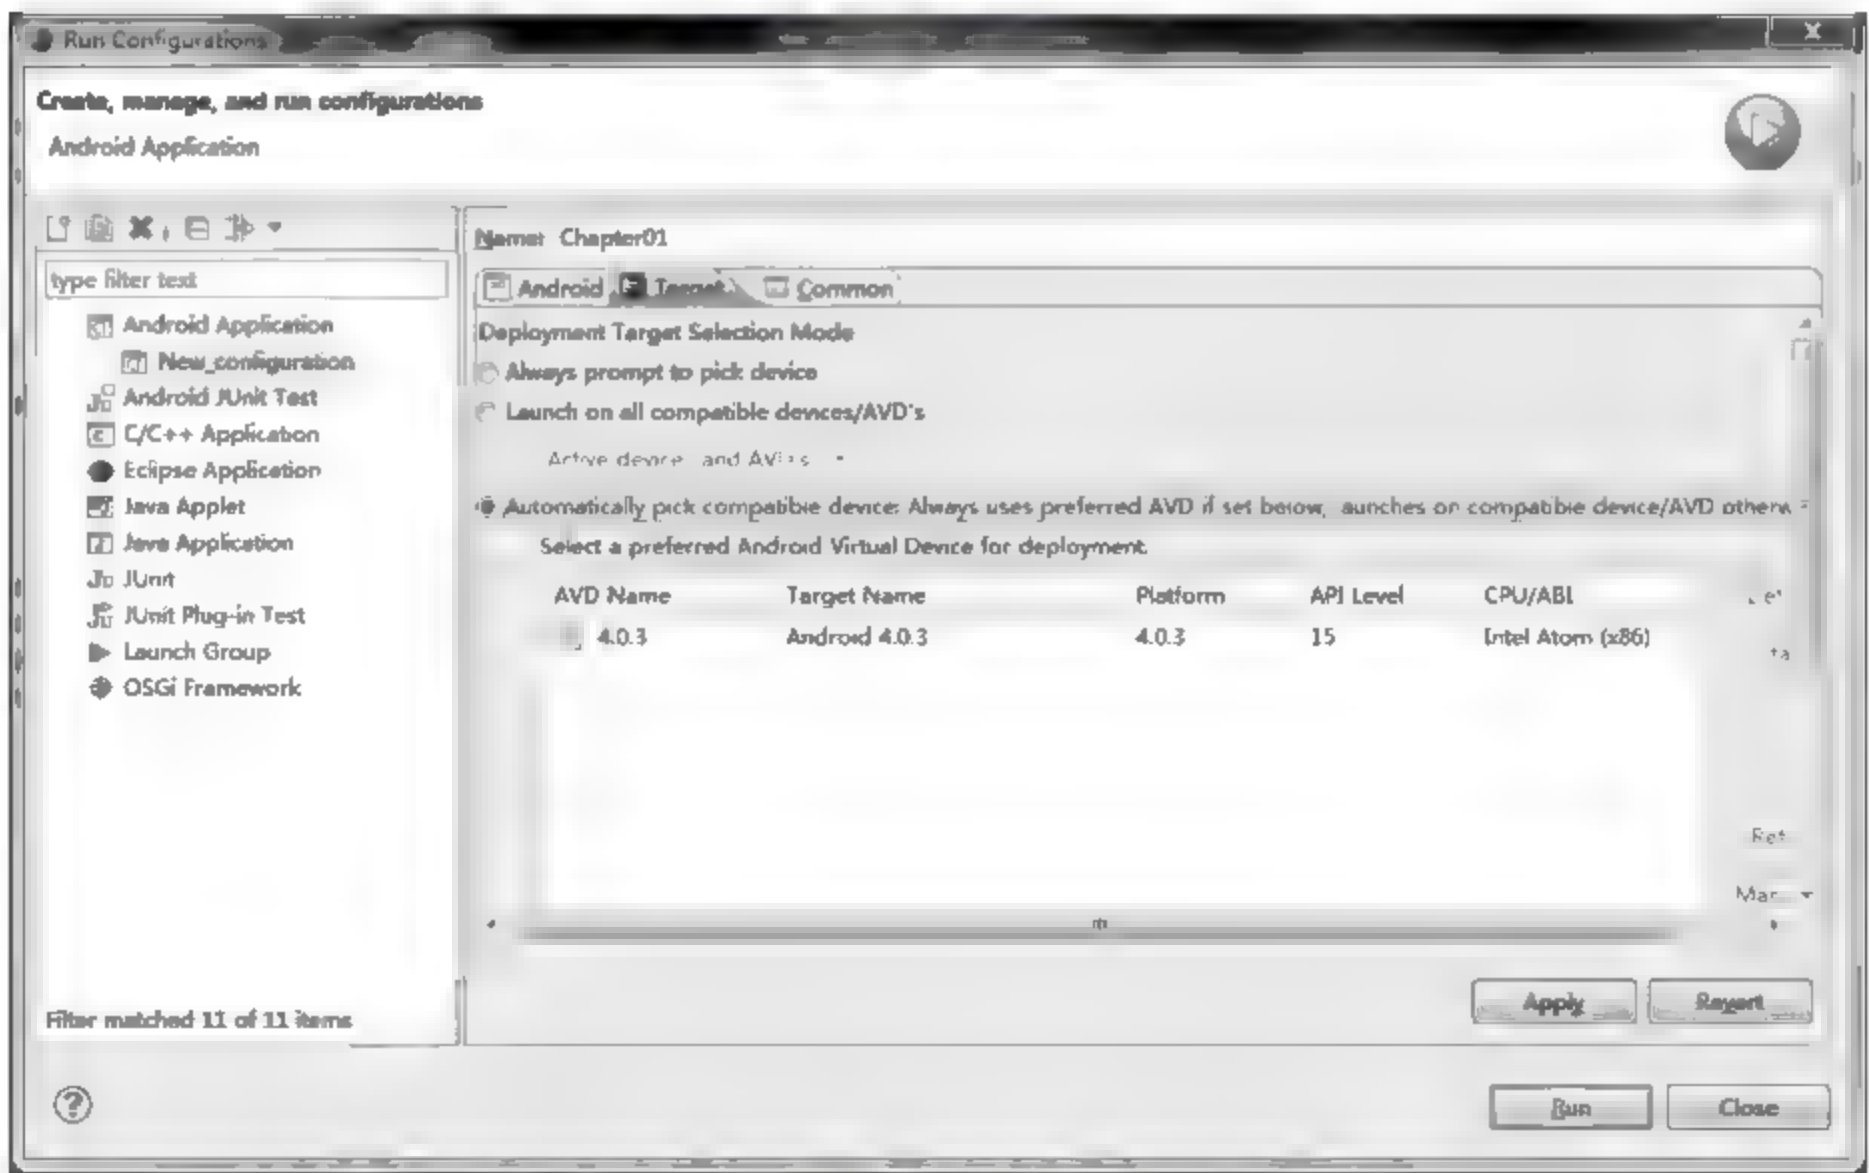 Run Configurations
Create, manage, and run configurations
Android Application
type filter text
Android Application
New_configuration
Android JUnit Test
C/C++ Application
Eclipse Application
Java Applet
Java Application
JUnit
JUnit Plug-in Test
Launch Group
OSGi Framework
Filter matched 11 of 11 items
Name: Chapter01
Android Target Common
Deployment Target Selection Mode
Always prompt to pick device
Launch on all compatible devices/AVD's
Active device and
Automatically pick compatible device: Always uses preferred AVD if set below, aunches on compatible device/AVD otherw
Select a preferred Android Virtual Device for deployment.
AVD Name Target Name Platform API Level CPU/ABI
4.0.3 Android 4.0.3 4.0.3 15 Intel Atom (x86)
Apply Revert
Run Close